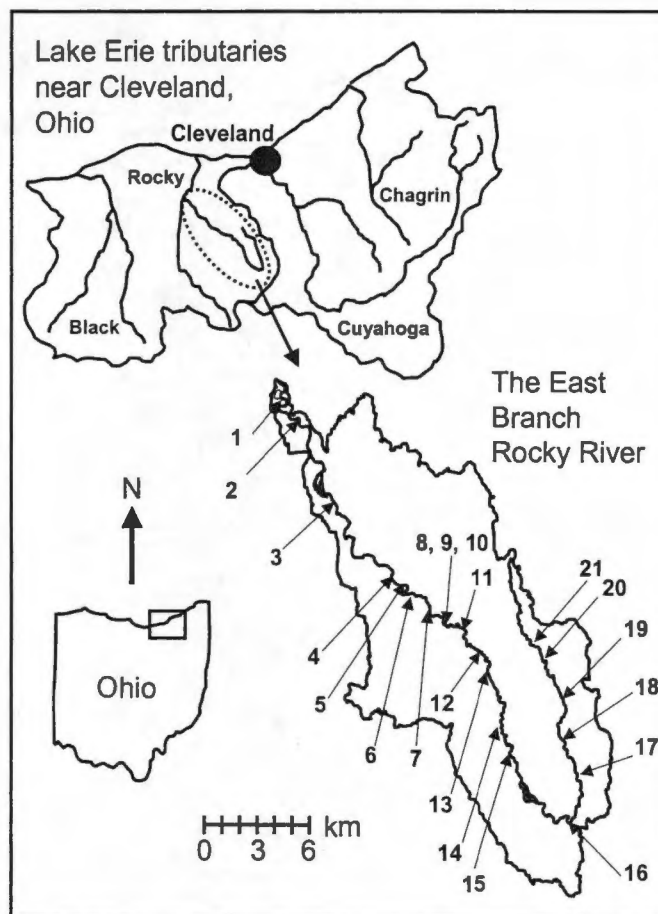 Lake Erie tributaries
near Cleveland,
Ohio
Cleveland
Rocky
Chagrin
Black
Cuyahoga
The East
Branch
Rocky River
1
2
3
N
8, 9, 10
11
21
20
19
18
17
4
5
6
7
12
13
14
15
16
Ohio
km
0 3 6